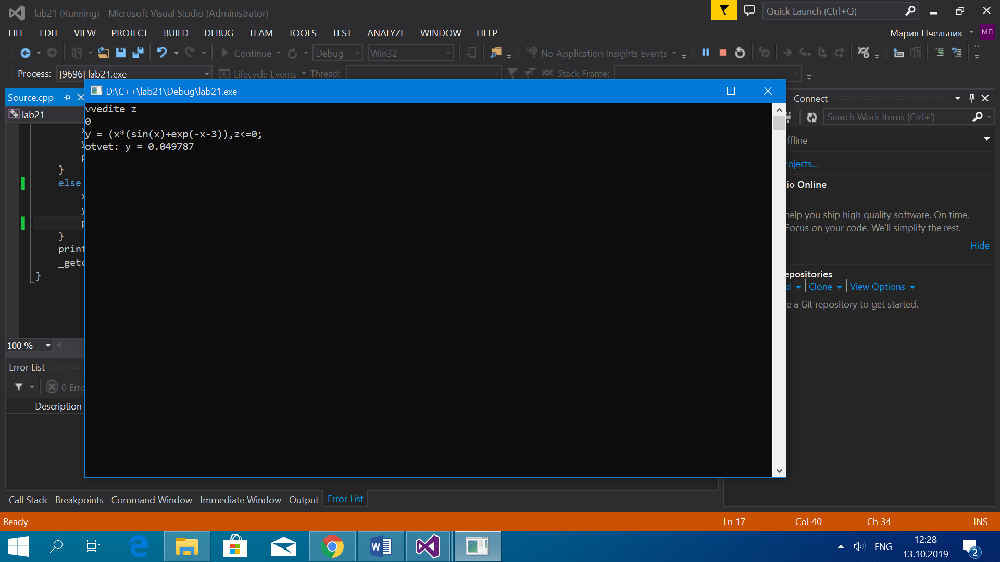 lab21 (Running) - Microsoft Visual Studio (Administrator)
Quick Launch (Ctrl+Q)
FILE EDIT VIEW PROJECT BUILD DEBUG TEAM TOOLS TEST ANALYZE WINDOW HELP
Мария Пчельник МП
Continue Debug Win32 No Application Insights Events
Process: [9696] lab21.exe Lifecycle Events Thread: Stack Frame:
Source.cpp
D:\C++\lab21\Debug\lab21.exe
- Connect
lab21
Search Work Items (Ctrl+')
vvedite z
0
y = (x*(sin(x)+exp(-x-3)),z<=0;
otvet: y = 0.049787
}
else
}
print
_getc
}
ffline
rojects...
io Online
help you ship high quality software. On time,
Focus on your code. We'll simplify the rest.
Hide
epositories
d Clone View Options
e a Git repository to get started.
100 %
Error List
0 Erro
Description
Call Stack Breakpoints Command Window Immediate Window Output Error List
Ready Ln 17 Col 40 Ch 34 INS
ENG
12:28
13.10.2019
2